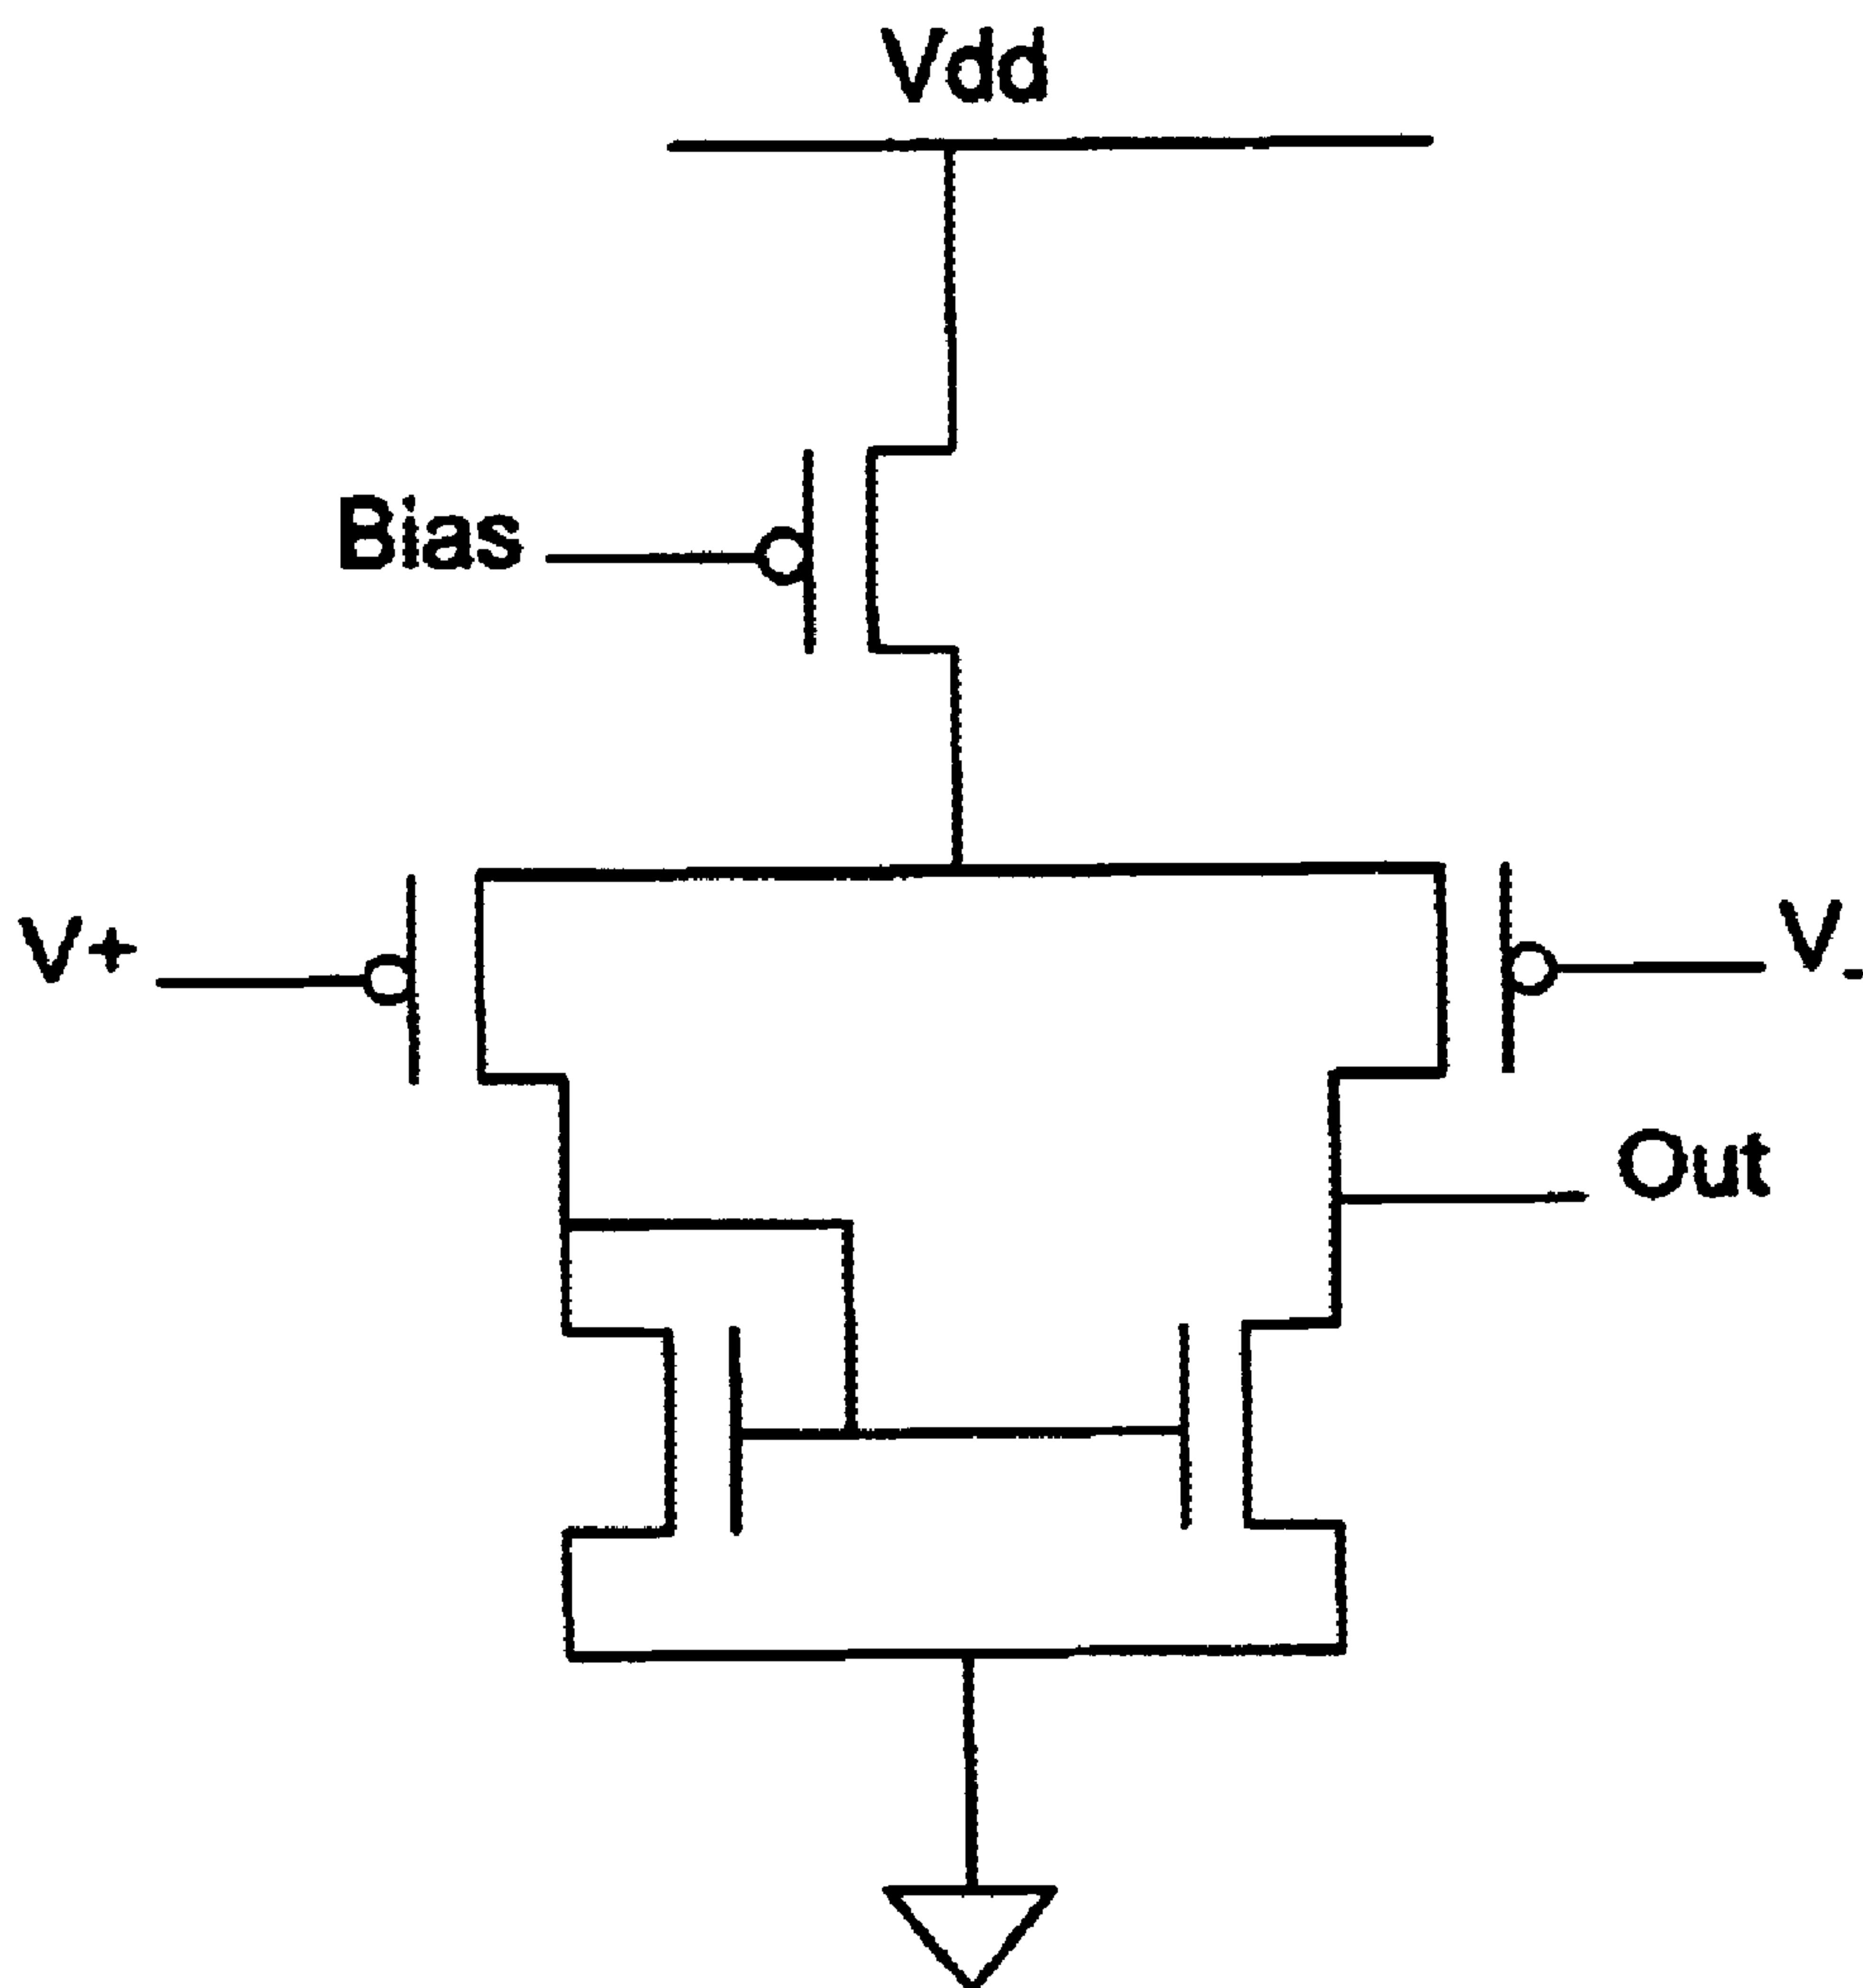 Vdd
Bias
V+
V-
Out